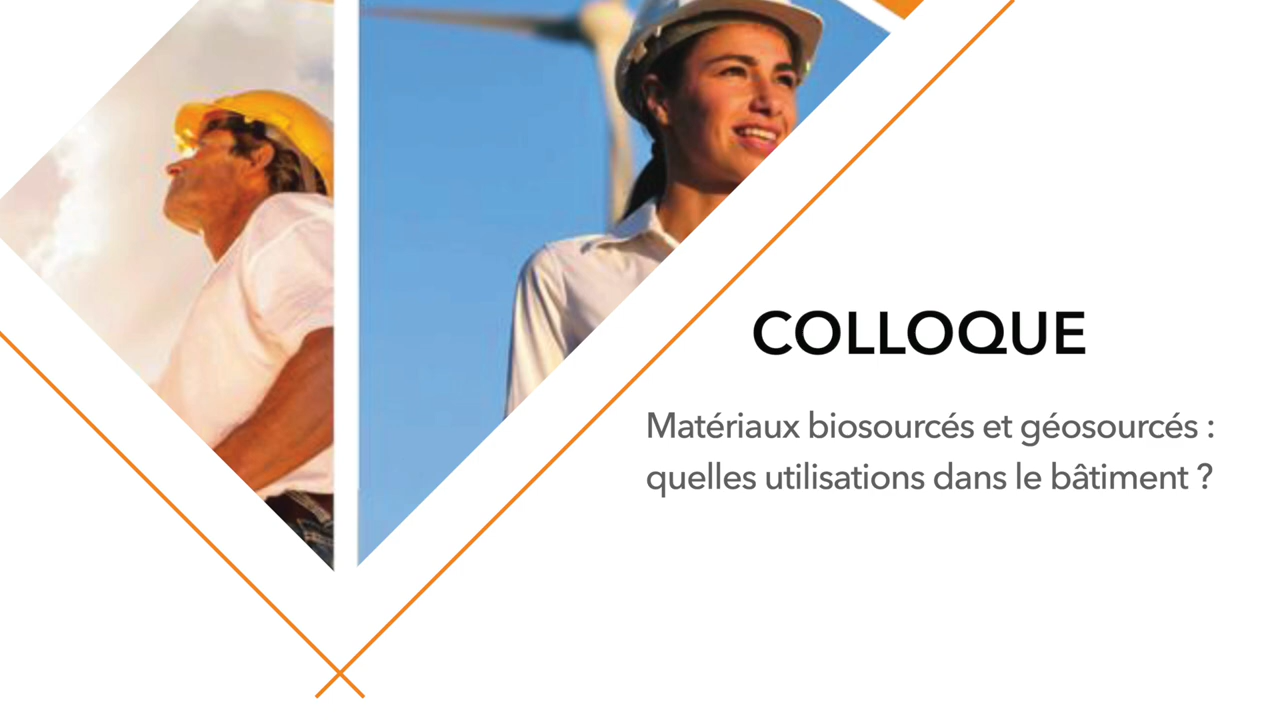 COLLOQUE
Matériaux biosourcés et géosourcés :
quelles utilisations dans le bâtiment ?